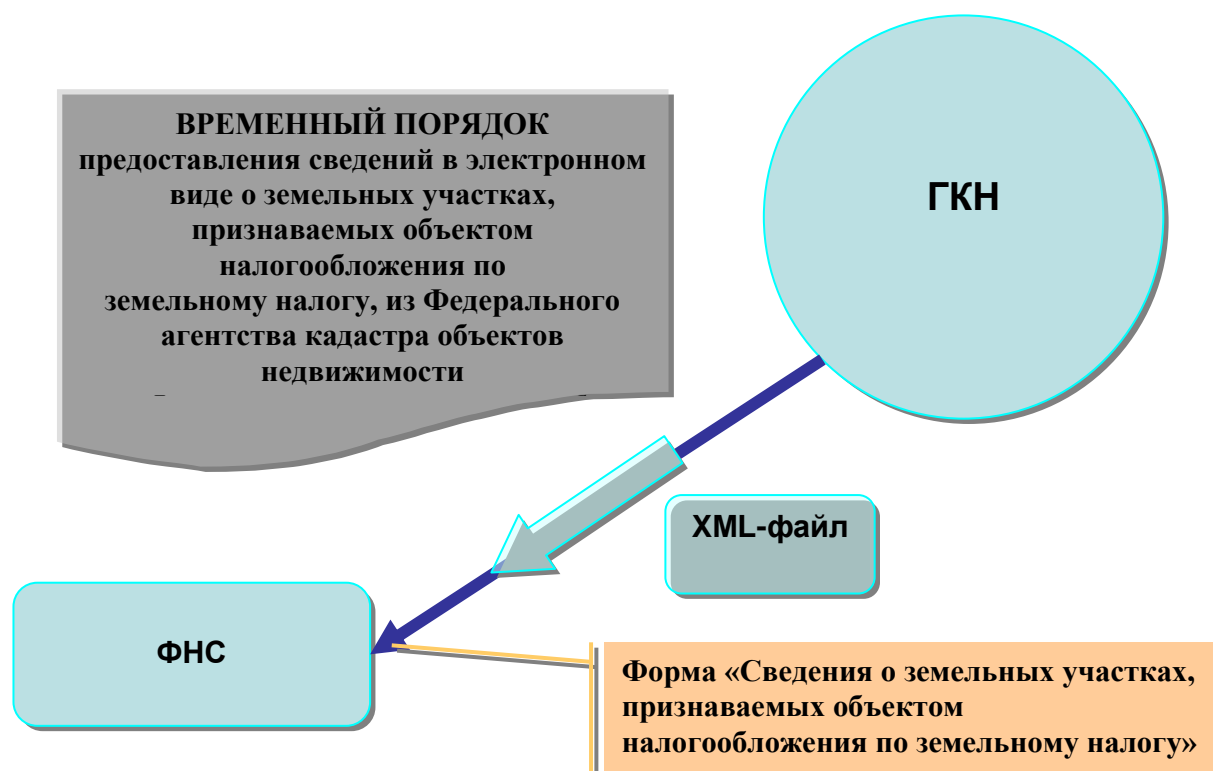 ВРЕМЕННЫЙ ПОРЯДОК
предоставления сведений в электронном
виде о земельных участках,
признаваемых объектом
налогообложения по
земельному налогу, из Федерального
агентства кадастра объектов
недвижимости
ГКН
XML-файл
ФНС
Форма «Сведения о земельных участках,
признаваемых объектом
налогообложения по земельному налогу»